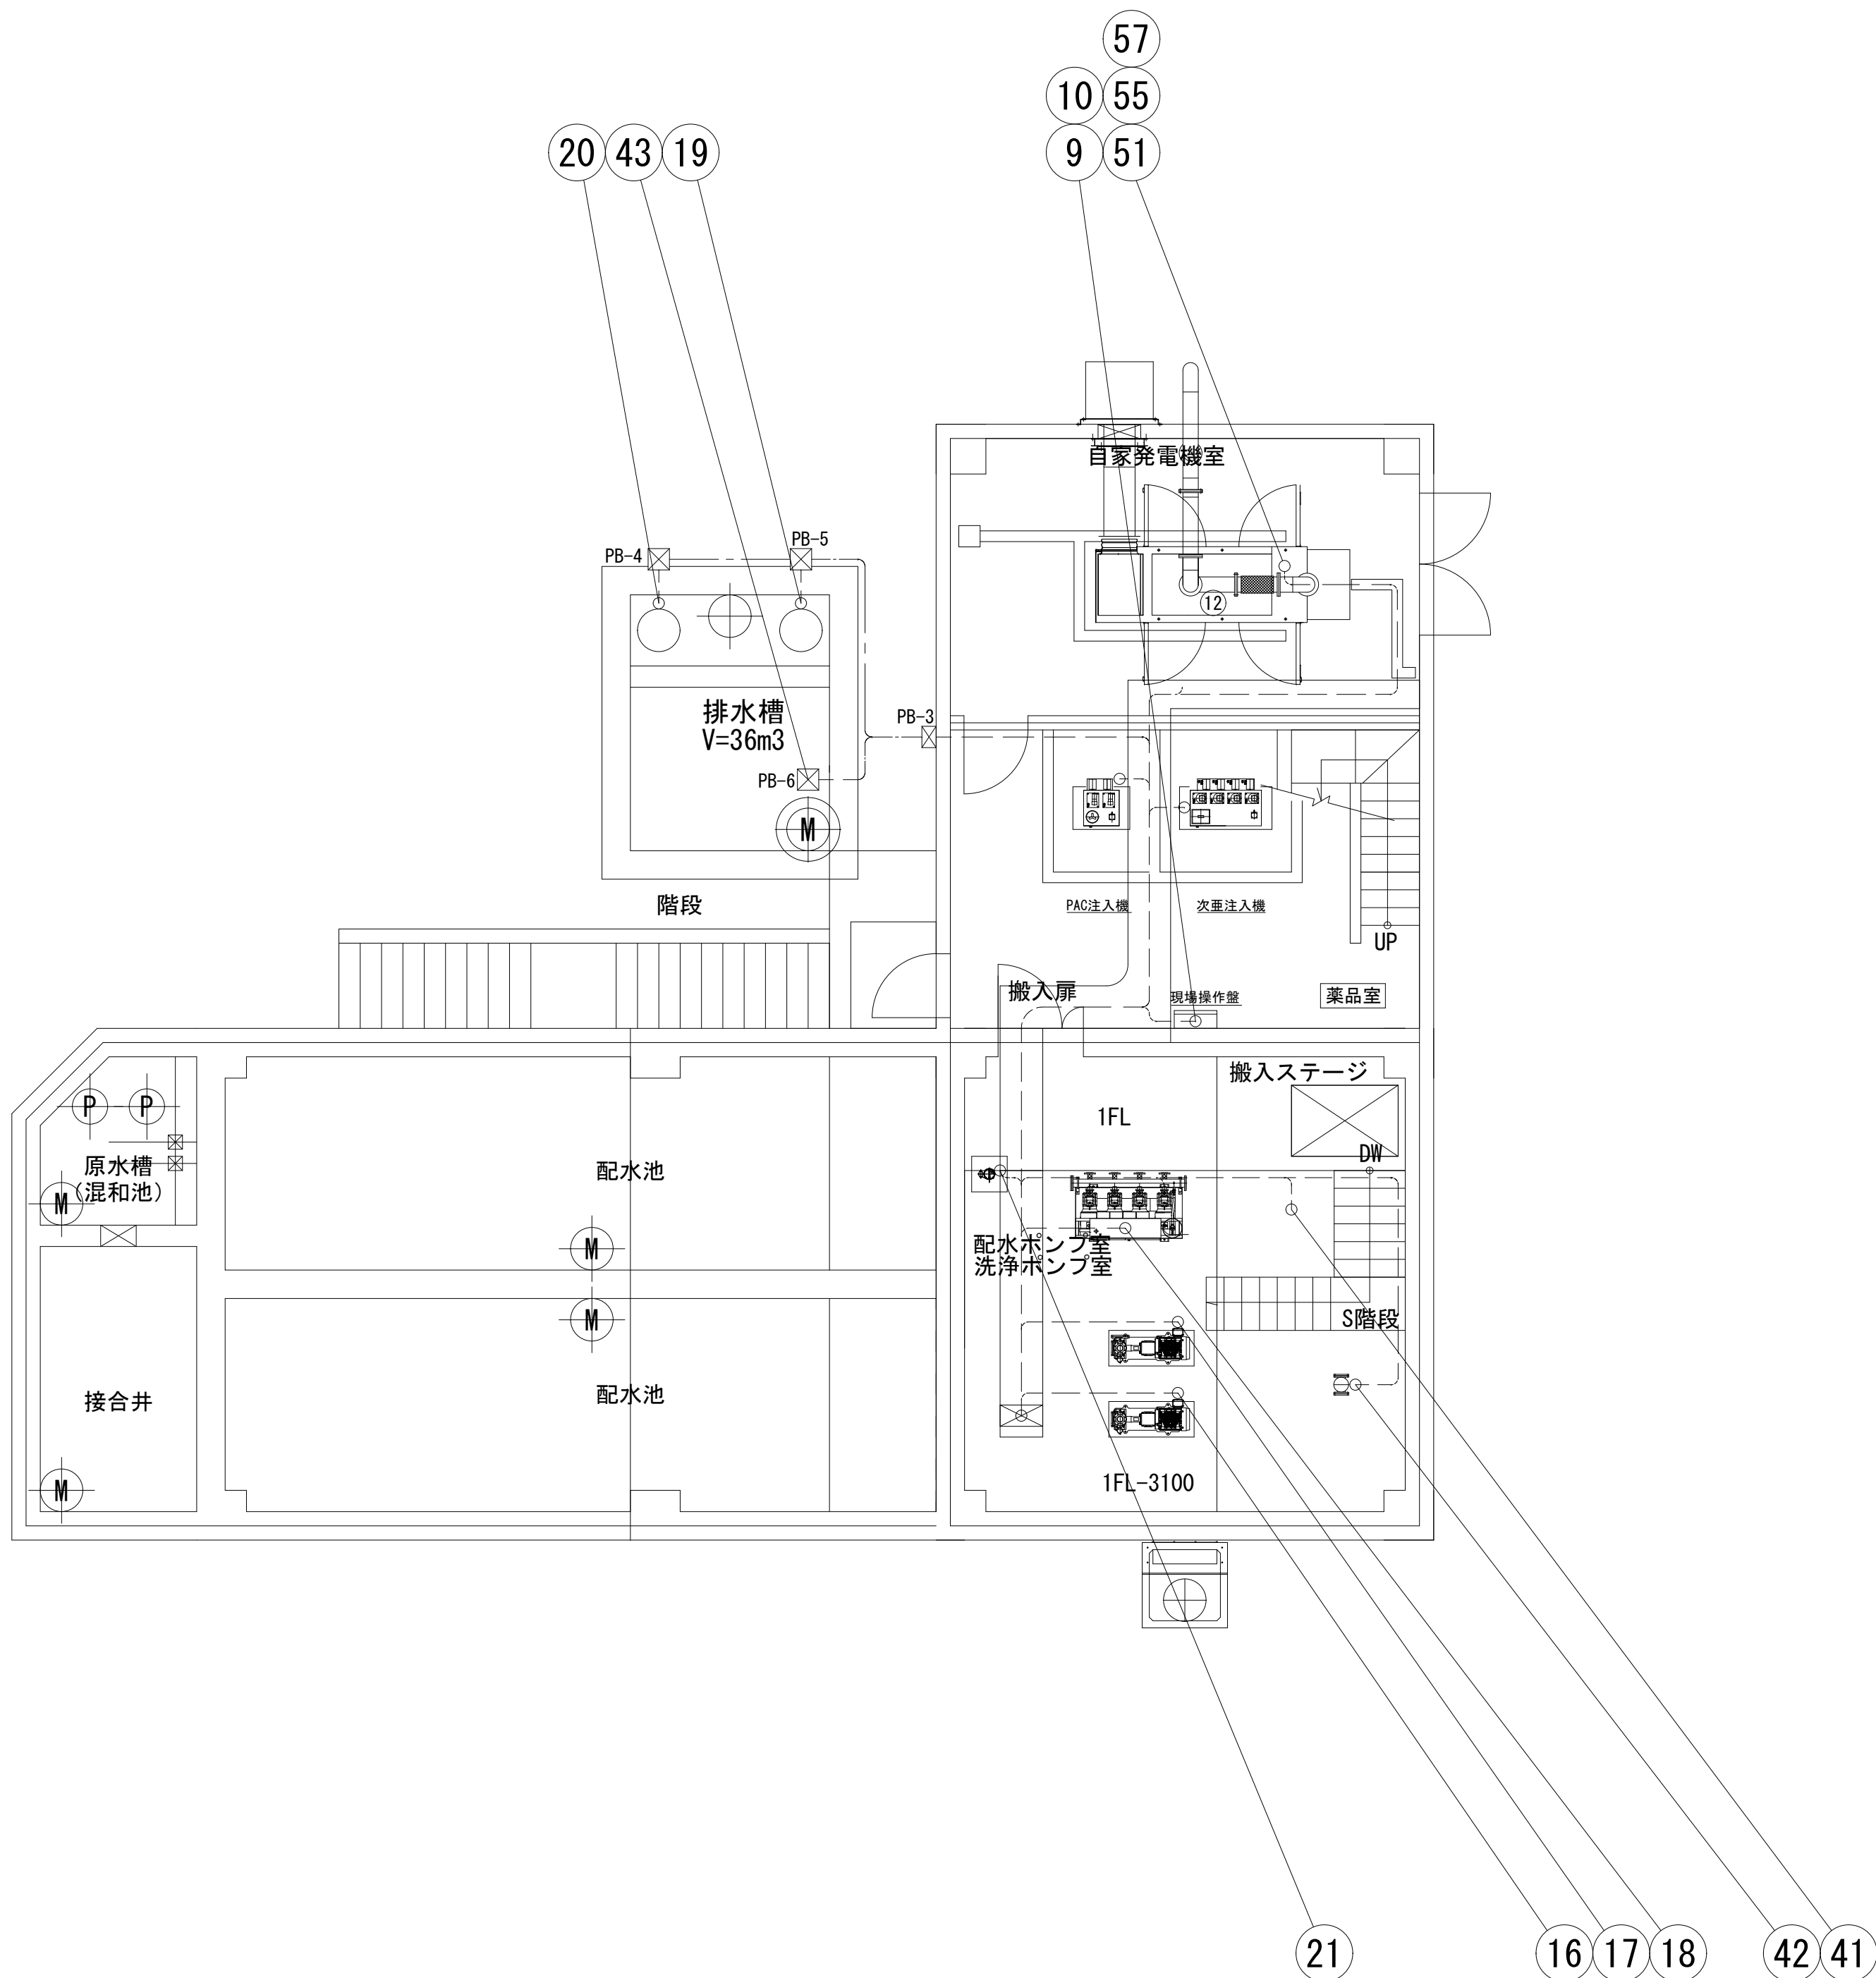 57
10 55
20 43 19 9 51
自家発電機室
PB-5
PB-4
12
排水槽
V=36m3
PB-3
PB-6
M
階段
PAC注入機 次亜注入機
UP
搬入扉 現場操作盤 薬品室
搬入ステージ
P P
1FL
DW
原水槽
(混和池)
配水池
M
配水ポンプ室
洗浄ポンプ室
M
M
S階段
接合井
配水池
M
1FL-3100
21 16 17 18 42 41